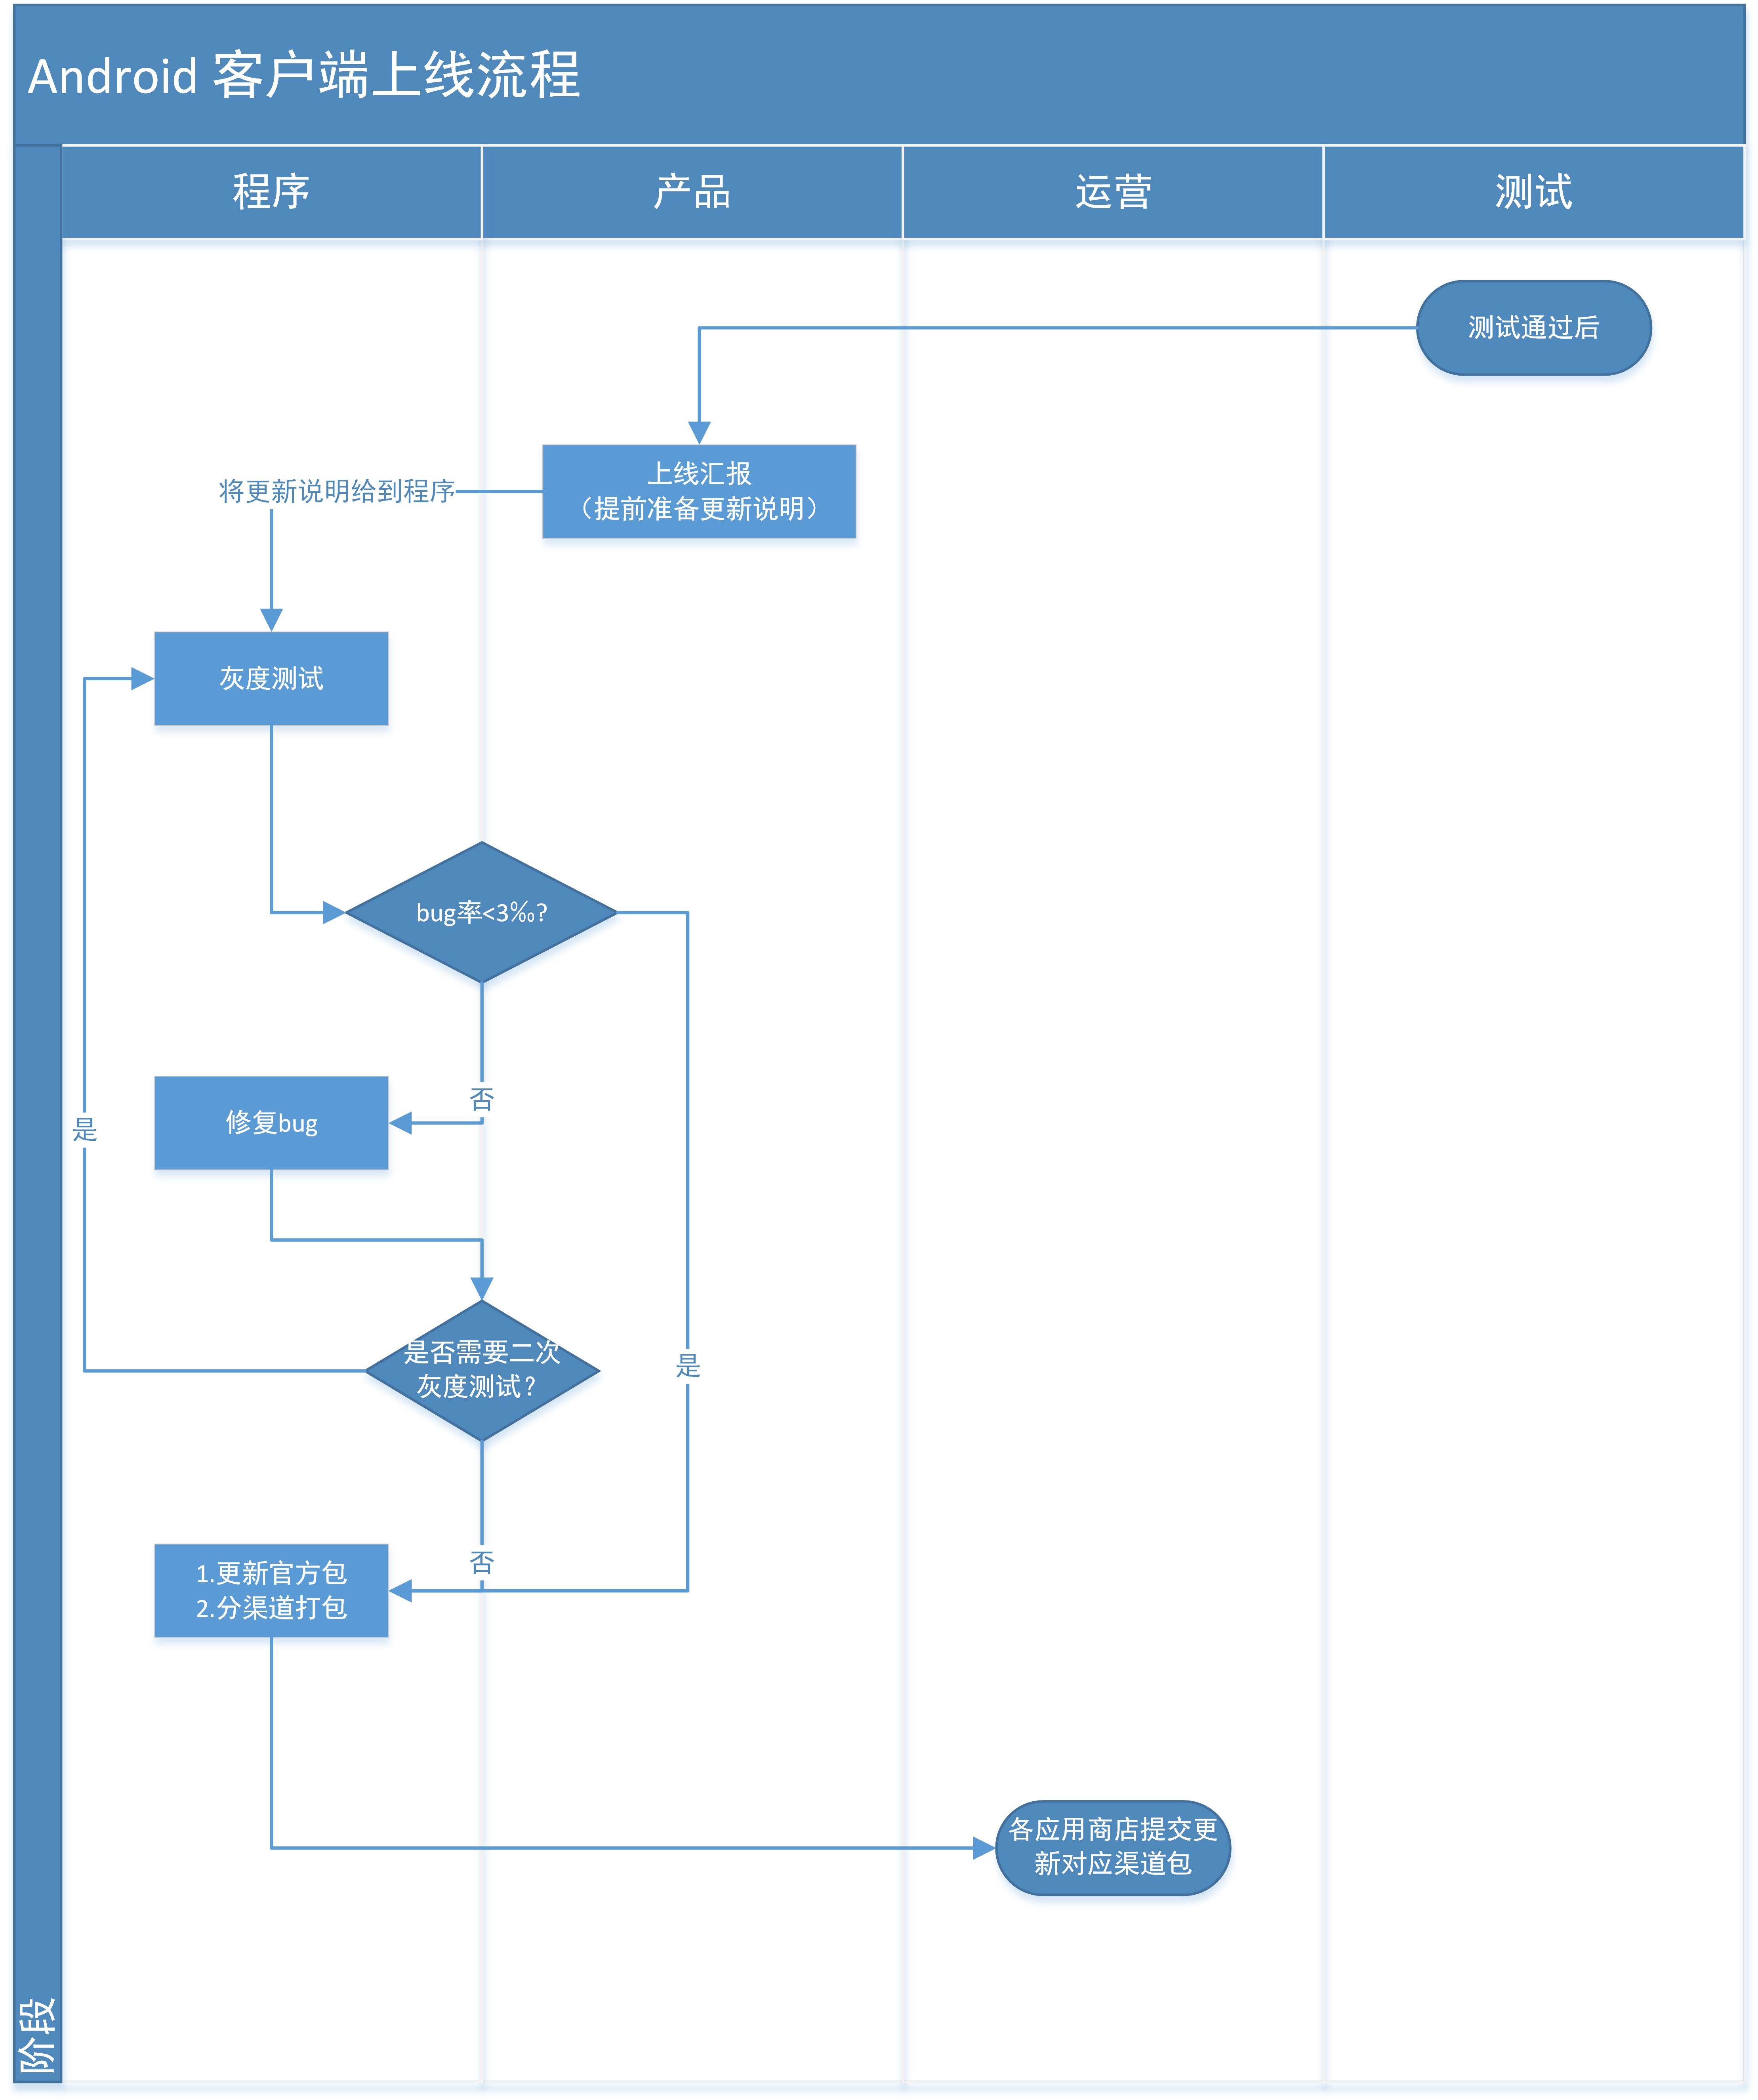 Android 客户端上线流程
程序
产品
运营
测试
测试通过后
上线汇报
（提前准备更新说明）
将更新说明给到程序
灰度测试
bug率<3‰?
否
修复bug
是
是否需要二次
灰度测试？
是
否
1.更新官方包
2.分渠道打包
各应用商店提交更
新对应渠道包
阶段